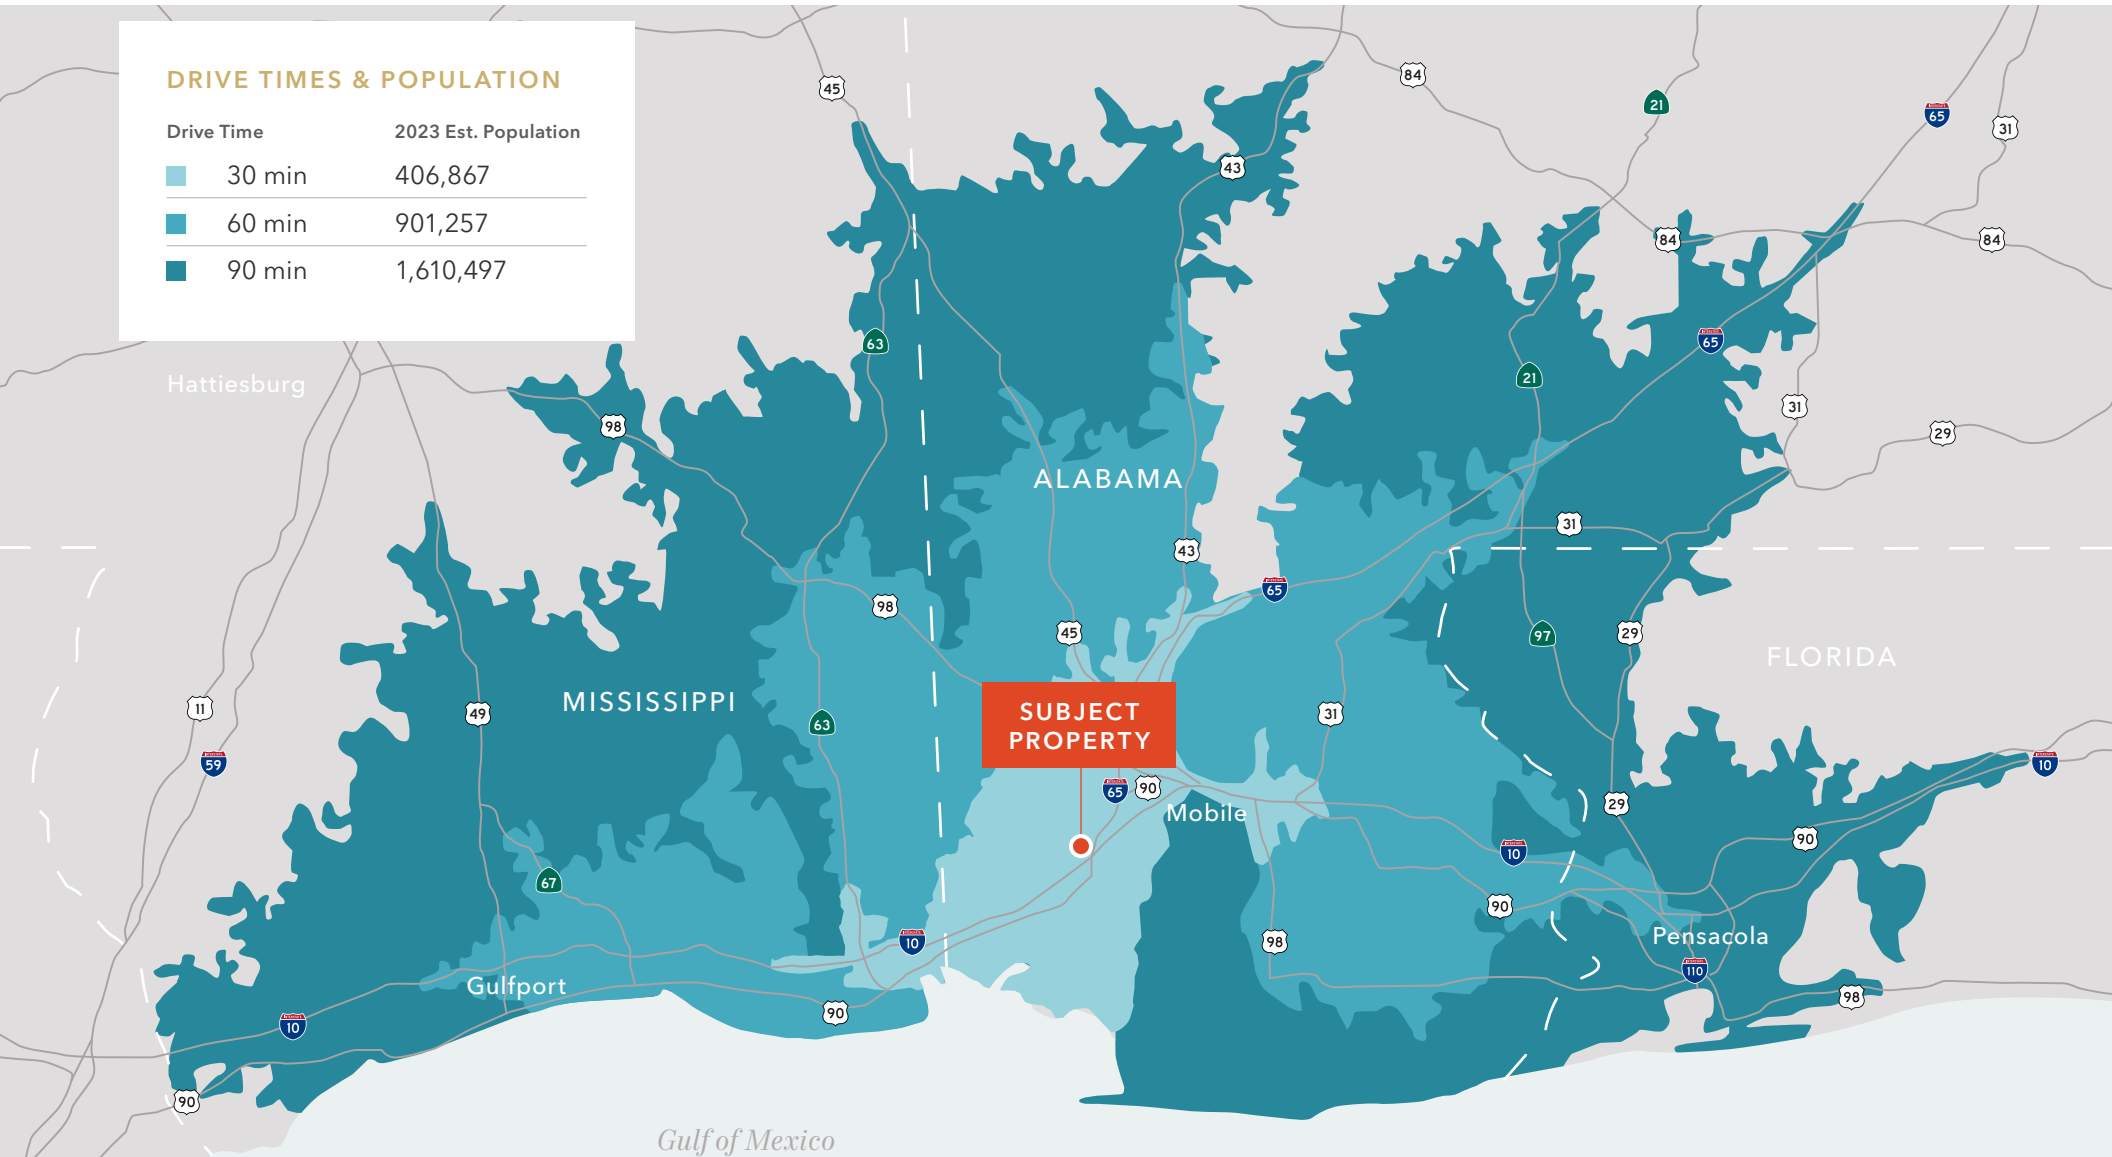 DRIVE TIMES & POPULATION
Drive Time 2023 Est. Population
30 min 406,867
60 min 901,257
90 min 1,610,497
45
84
21
65
31
43
84
84
63
65
21
Hattiesburg
98
31
29
ALABAMA
31
43
65
98
45
97
29
FLORIDA
MISSISSIPPI
11
49
63
SUBJECT
PROPERTY
31
59
10
65
90
Mobile
29
90
10
67
90
Pensacola
10
98
110
Gulfport
98
90
10
90
Gulf of Mexico